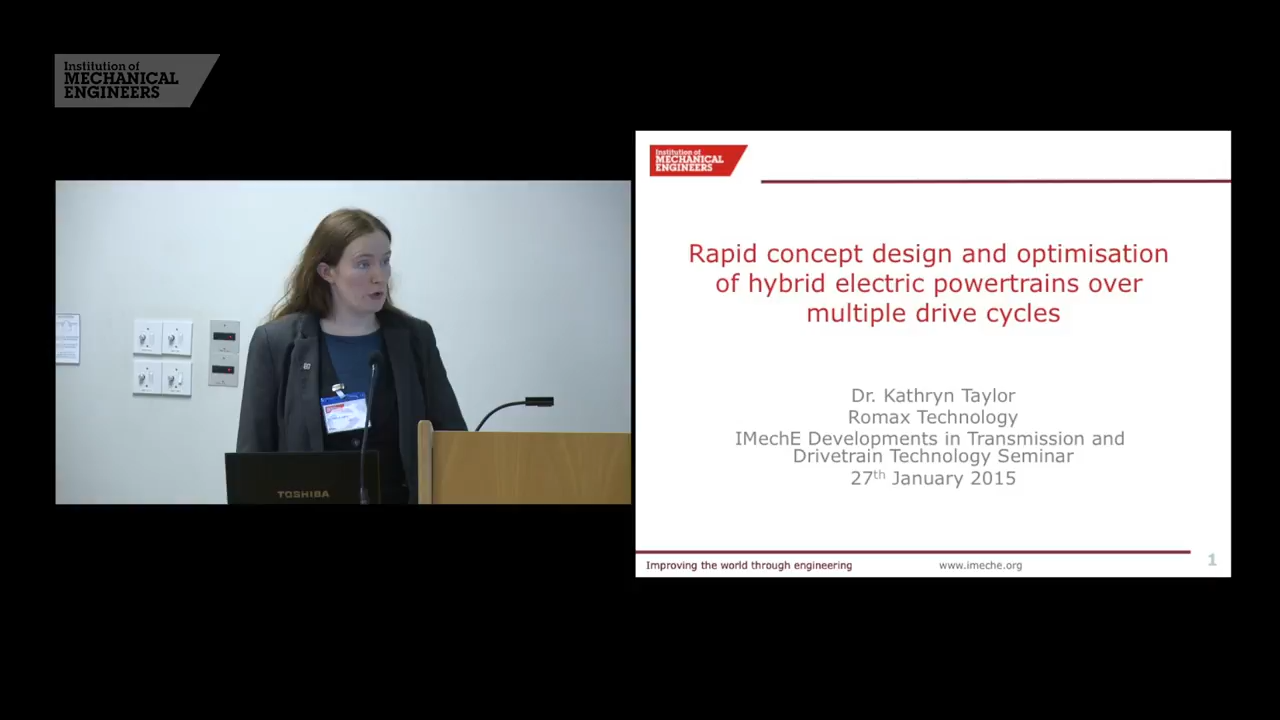 Institution of
MECHANICAL
ENGINEERS
TOSHIBA
Institution of
MECHANICAL
ENGINEERS
Rapid concept design and optimisation
of hybrid electric powertrains over
multiple drive cycles
Dr. Kathryn Taylor
Romax Technology
IMechE Developments in Transmission and
Drivetrain Technology Seminar
27th January 2015
Improving the world through engineering
www.imeche.org
1